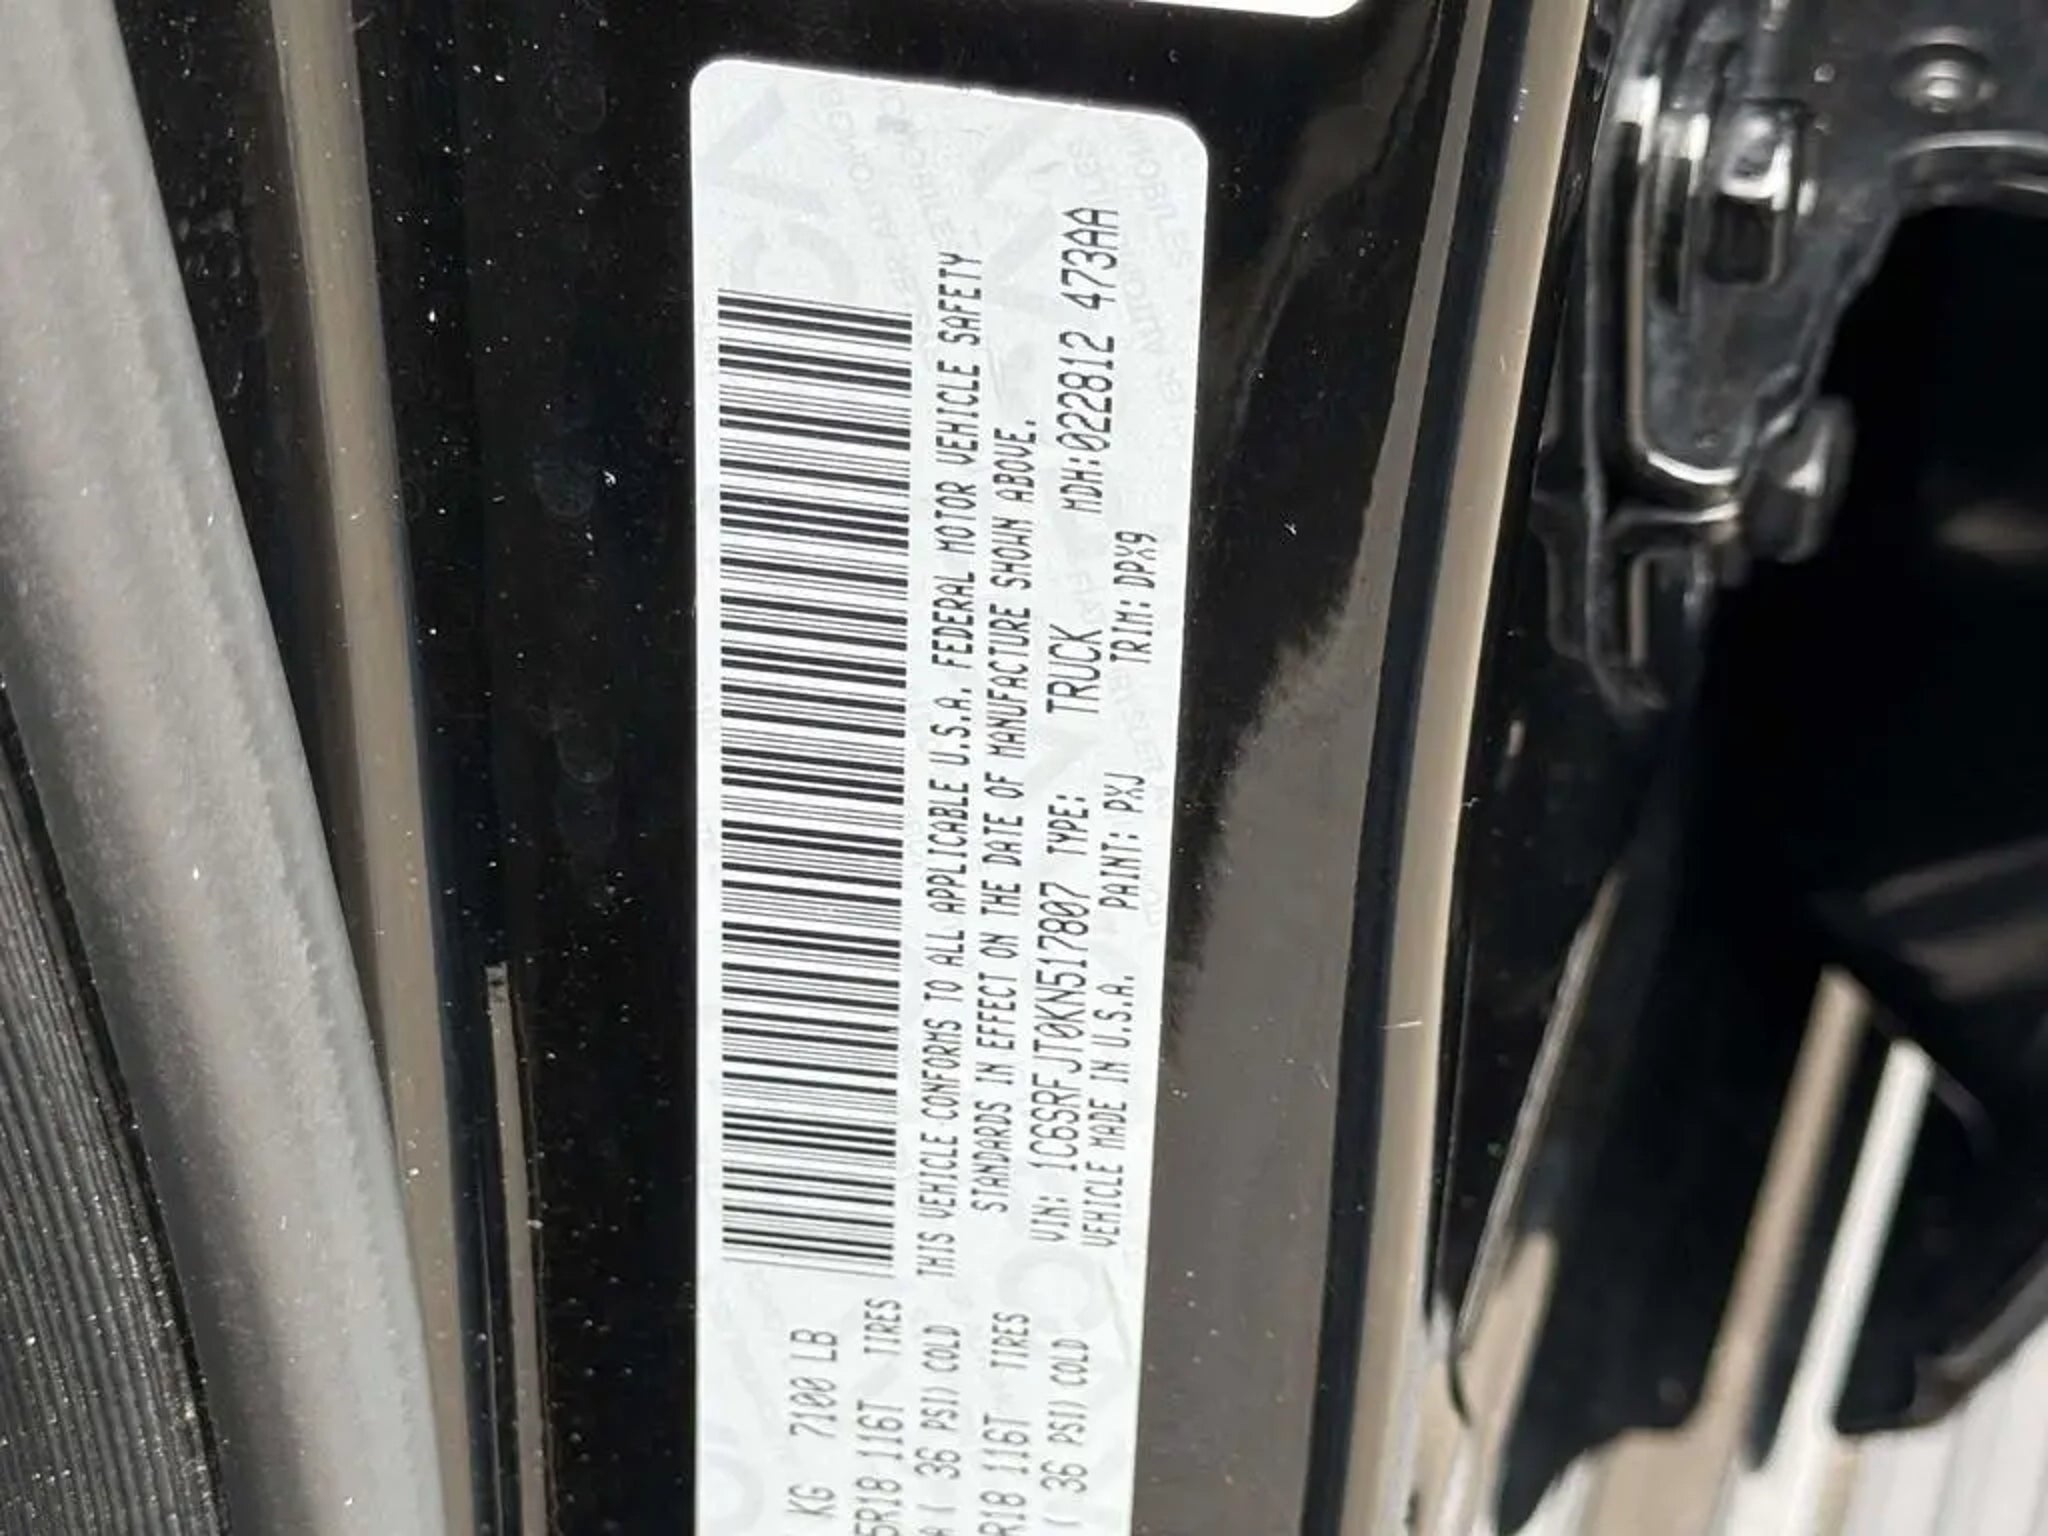 KG 7100 LB
5R18 116T TIRES
A ( 36 PSI) COLD
R18 116T TIRES
( 36 PSI) COLD
THIS VEHICLE CONFORMS TO ALL APPLICABLE U.S.A. FEDERAL MOTOR VEHICLE SAFETY
STANDARDS IN EFFECT ON THE DATE OF MANUFACTURE SHOWN ABOVE.
VIN: 1C6SRFJT0KN517807 TYPE: TRUCK MDH:022812 473AA
VEHICLE MADE IN U.S.A. PAINT: PXJ TRIM: DPX9